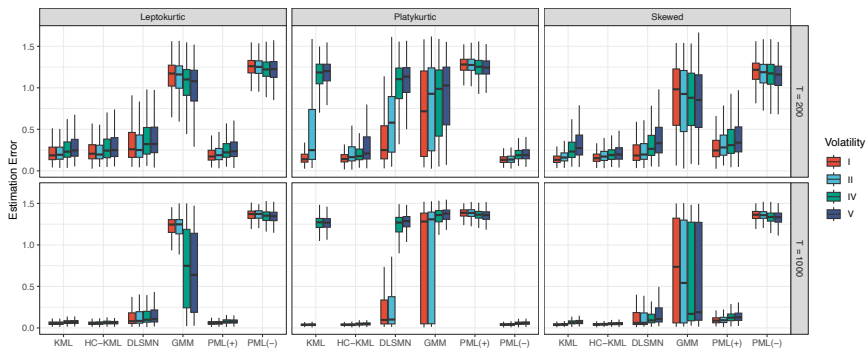 Leptokurtic Platykurtic Skewed
1.5
1.0
0.5
0.0
T = 200
1.5
1.0
0.5
0.0
T = 1000
Estimation Error
KML HC−KML DLSMN GMM PML(+) PML(−) KML HC−KML DLSMN GMM PML(+) PML(−) KML HC−KML DLSMN GMM PML(+) PML(−)
Volatility
I
II
IV
V